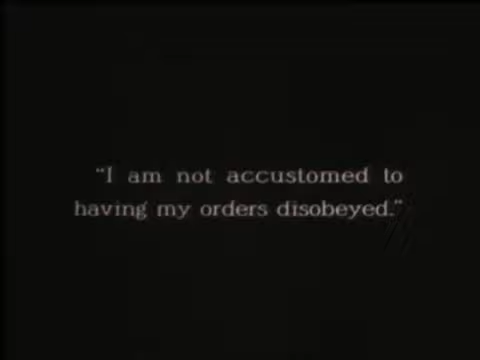 “I am not accustomed to
having my orders disobeyed.”